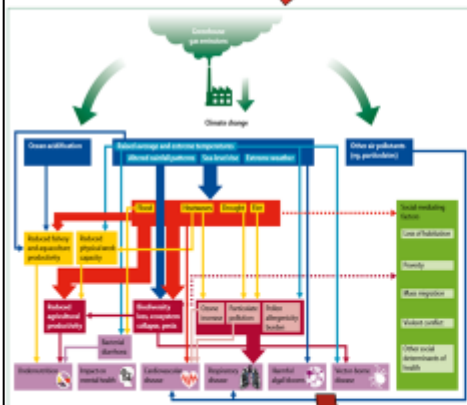 Greenhouse
gas emissions
Climate change
Ocean acidification
Raised average and extreme temperatures
Altered rainfall patterns
Sea-level rise
Extreme weather
Other air pollutants
(eg, particulates)
Flood
Heatwaves
Drought
Fire
Social mediating
factors
Reduced fishery
and aquaculture
productivity
Reduced
physical work
capacity
Loss of habitation
Poverty
Mass migration
Violent conflict
Other social
determinants of
health
Reduced
agricultural
productivity
Biodiversity
loss, ecosystem
collapse, pests
Ozone
increase
Particulate
pollution
Pollen
allergenicity
burden
Bacterial
diarrhoea
Undernutrition
Impacts on
mental health
Cardiovascular
disease
Respiratory
disease
Harmful
algal blooms
Vector-borne
disease